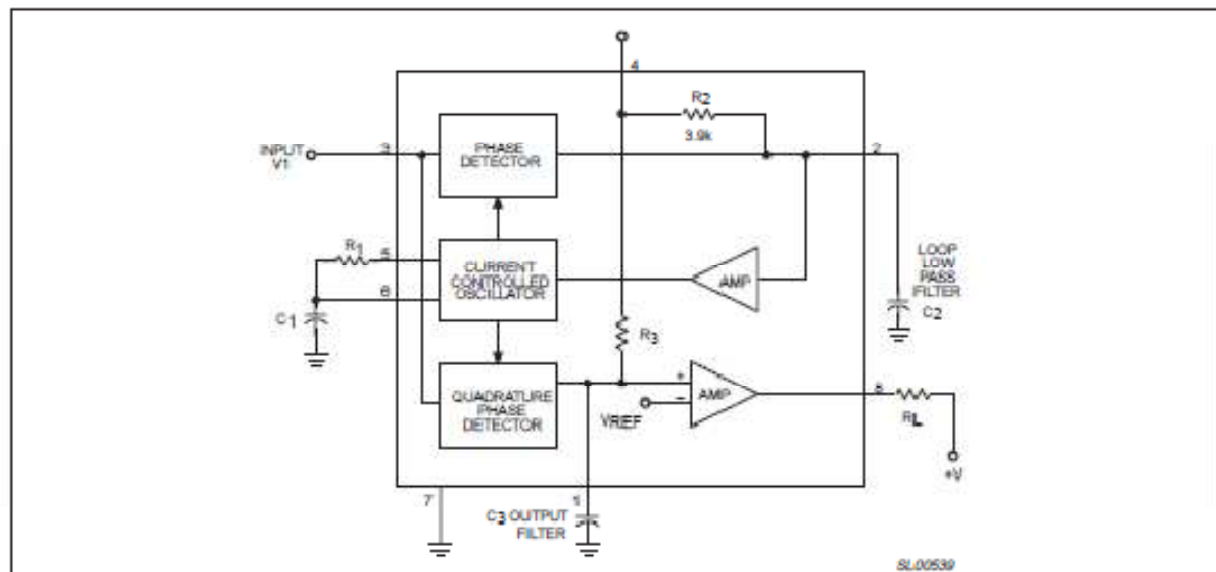 4
R2
3.9k
INPUT
V1
3
PHASE
DETECTOR
2
R1
5
CURRENT
CONTROLLED
OSCILLATOR
6
C1
AMP
LOOP
LOW
PASS
FILTER
C2
R3
QUADRATURE
PHASE
DETECTOR
+
–
VREF
AMP
8
RL
+V
7
1
C3 OUTPUT
FILTER
SL00539